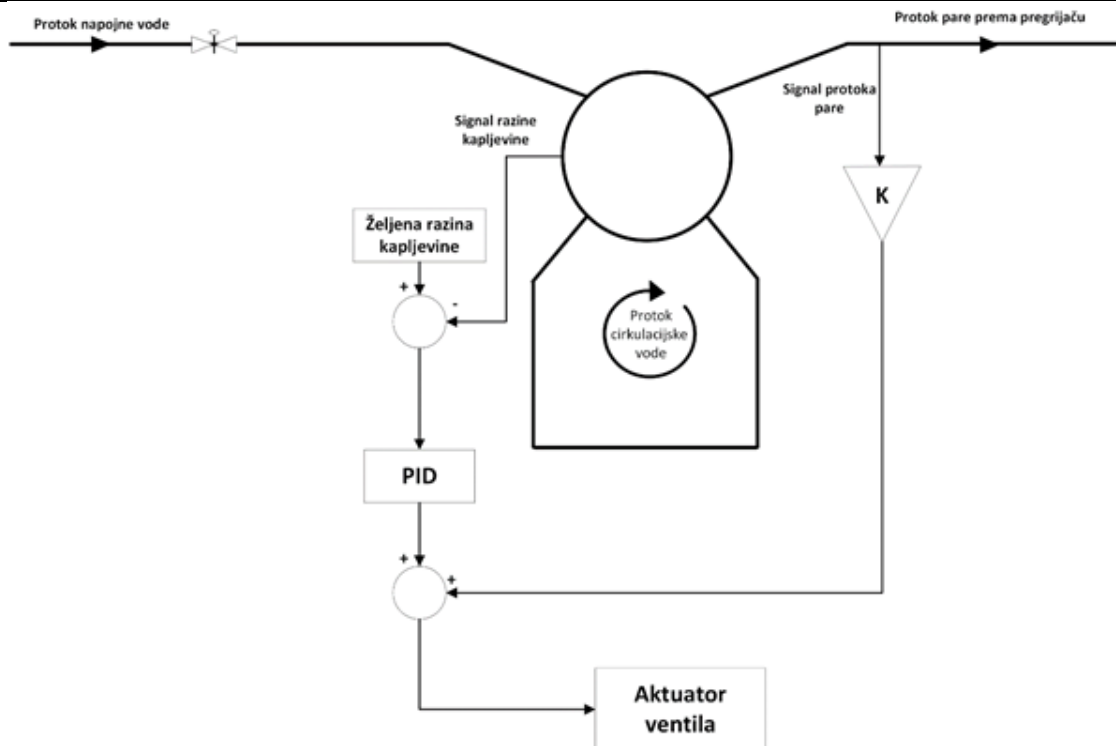 Protok napojne vode
Protok pare prema pregrijaču
Signal protoka
pare
Signal razine
kapljevine
K
Željena razina
kapljevine
+
-
Protok
cirkulacijske
vode
PID
+
+
Aktuator
ventila